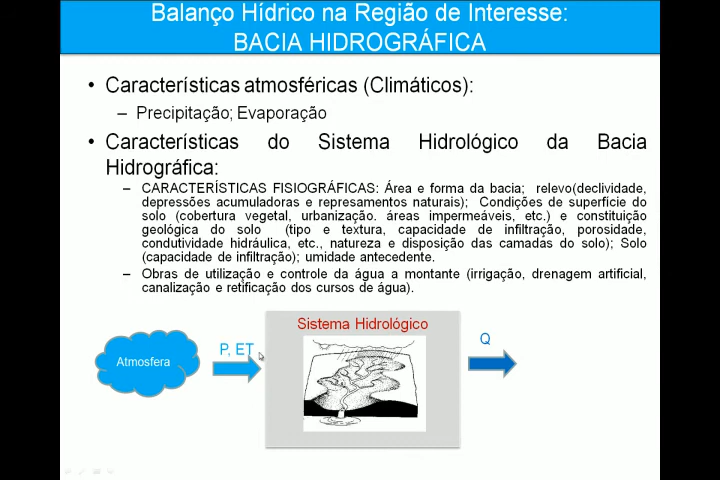 Balanço Hídrico na Região de Interesse:
BACIA HIDROGRÁFICA
• Características atmosféricas (Climáticos):
– Precipitação; Evaporação
• Características do Sistema Hidrológico da Bacia
Hidrográfica:
– CARACTERÍSTICAS FISIOGRÁFICAS: Área e forma da bacia; relevo(declividade,
depressões acumuladoras e represamentos naturais); Condições de superfície do
solo (cobertura vegetal, urbanização. áreas impermeáveis, etc.) e constituição
geológica do solo (tipo e textura, capacidade de infiltração, porosidade,
condutividade hidráulica, etc., natureza e disposição das camadas do solo); Solo
(capacidade de infiltração); umidade antecedente.
– Obras de utilização e controle da água a montante (irrigação, drenagem artificial,
canalização e retificação dos cursos de água).
Sistema Hidrológico
Atmosfera
P, ET
Q